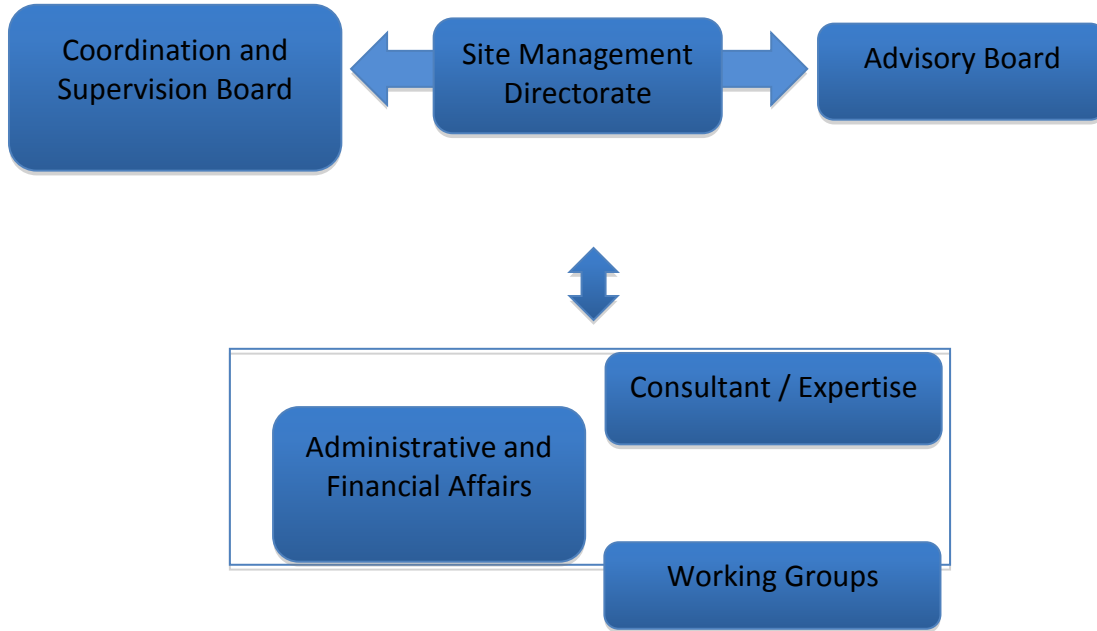 Coordination and
Supervision Board
Site Management
Directorate
Advisory Board
Consultant / Expertise
Administrative and
Financial Affairs
Working Groups